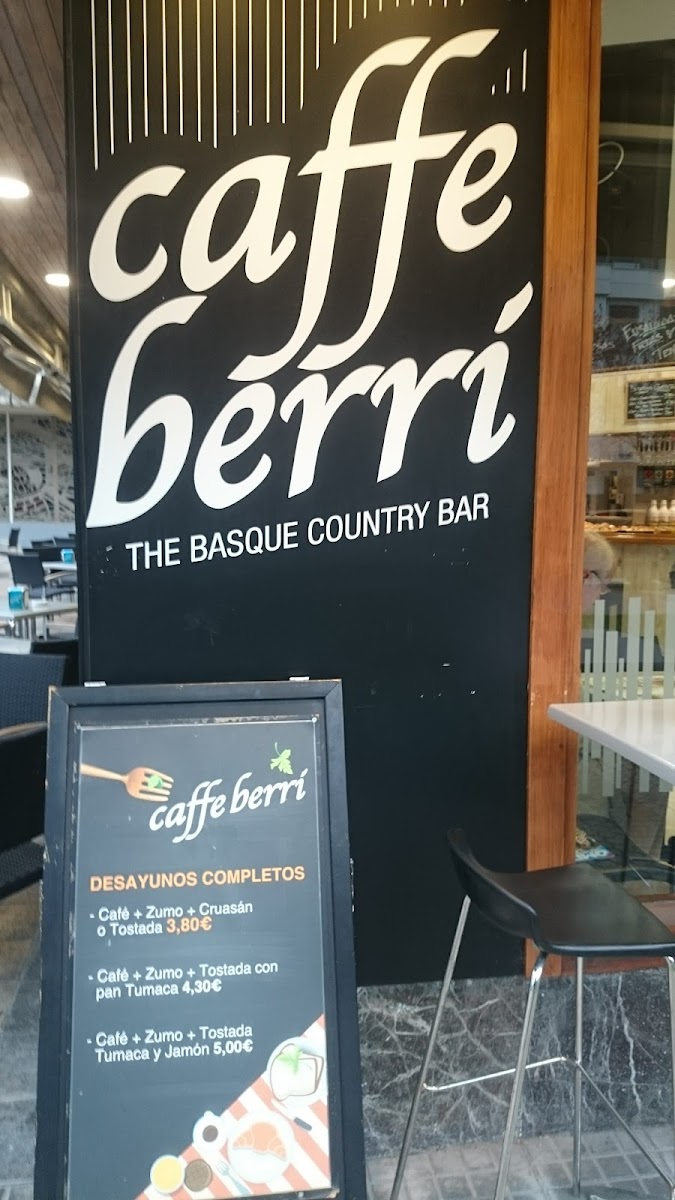 caffe
berri
THE BASQUE COUNTRY BAR
caffe berri
DESAYUNOS COMPLETOS
- Café + Zumo + Cruasán
o Tostada 3,80€
- Café + Zumo + Tostada con
pan Tumaca 4,30€
- Café + Zumo + Tostada
Tumaca y Jamón 5,00€